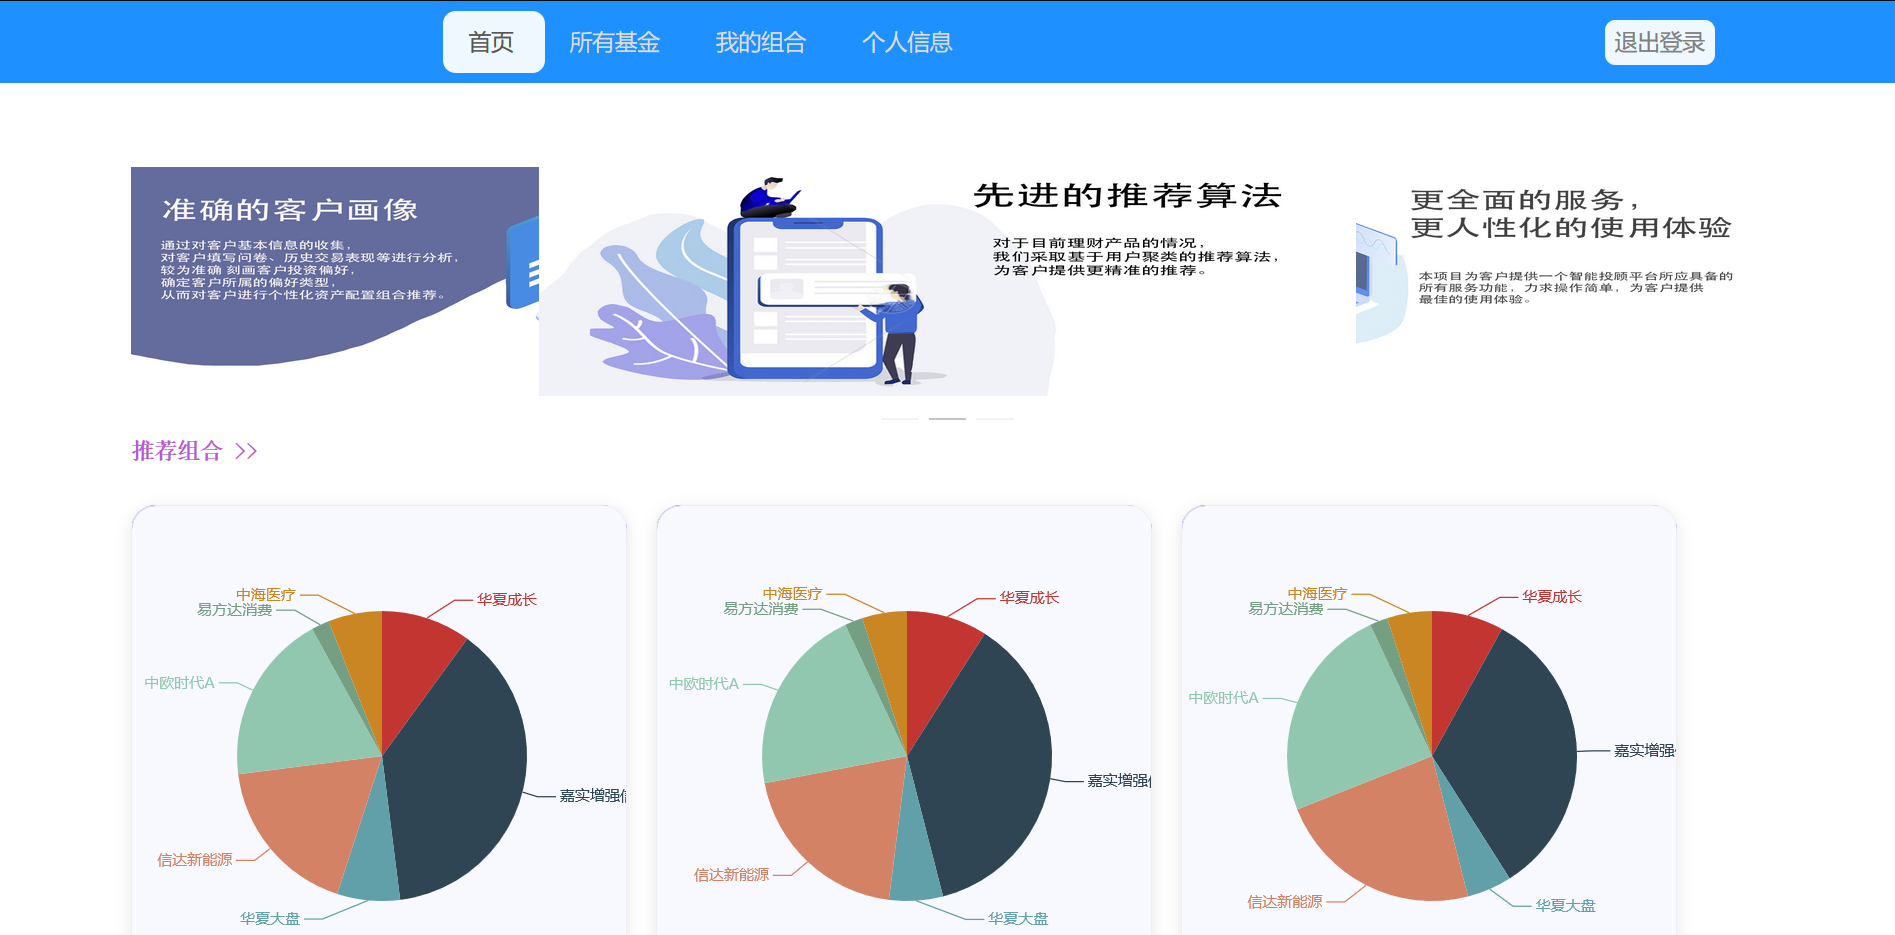 首页
所有基金
我的组合
个人信息
退出登录
准确的客户画像
通过对客户基本信息的收集，
对客户填写问卷、历史交易表现等进行分析，
较为准确 刻画客户投资偏好，
确定客户所属的偏好类型，
从而对客户进行个性化资产配置组合推荐。
先进的推荐算法
对于目前理财产品的情况，
我们采取基于用户聚类的推荐算法，
为客户提供更精准的推荐。
更全面的服务，
更人性化的使用体验
本项目为客户提供一个智能投顾平台所应具备的
所有服务功能，力求操作简单，为客户提供
最佳的使用体验。
推荐组合 >>
中海医疗
华夏成长
易方达消费
中欧时代A
嘉实增强
信达新能源
华夏大盘
中海医疗
华夏成长
易方达消费
中欧时代A
嘉实增强
信达新能源
华夏大盘
中海医疗
华夏成长
易方达消费
中欧时代A
嘉实增强
信达新能源
华夏大盘